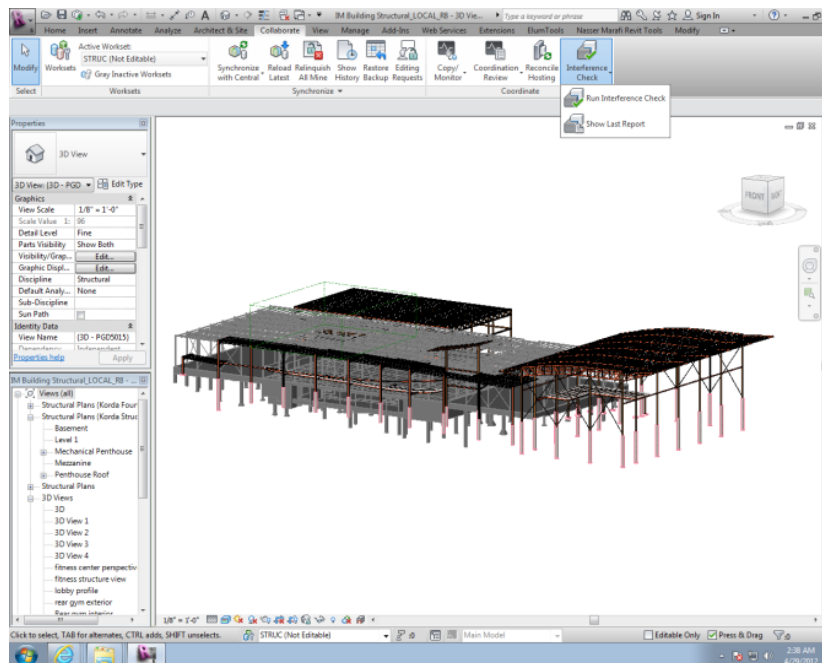 IM Building Structural_LOCAL_RB - 3D Vie...
Type a keyword or phrase
Sign In
Home Insert Annotate Analyze Architect & Site Collaborate View Manage Add-Ins Web Services Extensions ElumTools Nasser Marafi Revit Tools Modify
Modify
Worksets
Active Workset:
STRUC (Not Editable)
Gray Inactive Worksets
Synchronize with Central
Reload Latest
Relinquish All Mine
Show History
Restore Backup
Editing Requests
Copy/ Monitor
Coordination Review
Reconcile Hosting
Interference Check
Select Worksets Synchronize Coordinate
Run Interference Check
Show Last Report
Properties
3D View
3D View: {3D - PGD Edit Type
Graphics
View Scale 1/8" = 1'-0"
Scale Value 1: 96
Detail Level Fine
Parts Visibility Show Both
Visibility/Grap... Edit...
Graphic Displ... Edit...
Discipline Structural
Default Analy... None
Sub-Discipline
Sun Path
Identity Data
View Name {3D - PGD5015}
Dependency Independent
Properties help Apply
FRONT
IM Building Structural_LOCAL_RB - ...
Views (all)
Structural Plans (Korda Four
Structural Plans (Korda Struc
Basement
Level 1
Mechanical Penthouse
Mezzanine
Penthouse Roof
Structural Plans
3D Views
3D
3D View 1
3D View 2
3D View 3
3D View 4
fitness center perspectiv
fitness structure view
lobby profile
rear gym exterior
Rear gym interior
1/8" = 1'-0"
Click to select, TAB for alternates, CTRL adds, SHIFT unselects.
STRUC (Not Editable)
:0
Main Model
Editable Only
Press & Drag
:0
2:38 AM
4/29/2012